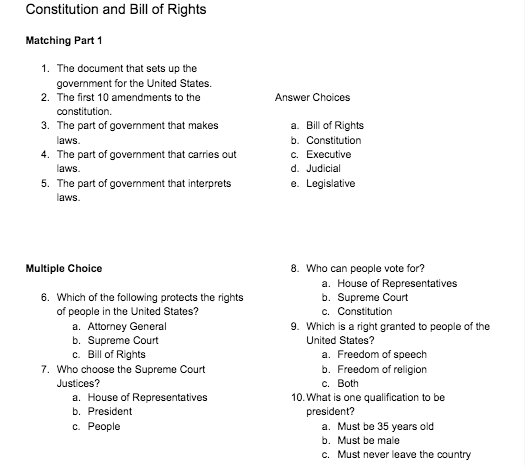 Constitution and Bill of Rights
Matching Part 1
1. The document that sets up the
government for the United States.
2. The first 10 amendments to the
constitution.
3. The part of government that makes
laws.
4. The part of government that carries out
laws.
5. The part of government that interprets
laws.
Answer Choices
a. Bill of Rights
b. Constitution
c. Executive
d. Judicial
e. Legislative
Multiple Choice
6. Which of the following protects the rights
of people in the United States?
a. Attorney General
b. Supreme Court
c. Bill of Rights
7. Who choose the Supreme Court
Justices?
a. House of Representatives
b. President
c. People
8. Who can people vote for?
a. House of Representatives
b. Supreme Court
c. Constitution
9. Which is a right granted to people of the
United States?
a. Freedom of speech
b. Freedom of religion
c. Both
10. What is one qualification to be
president?
a. Must be 35 years old
b. Must be male
c. Must never leave the country